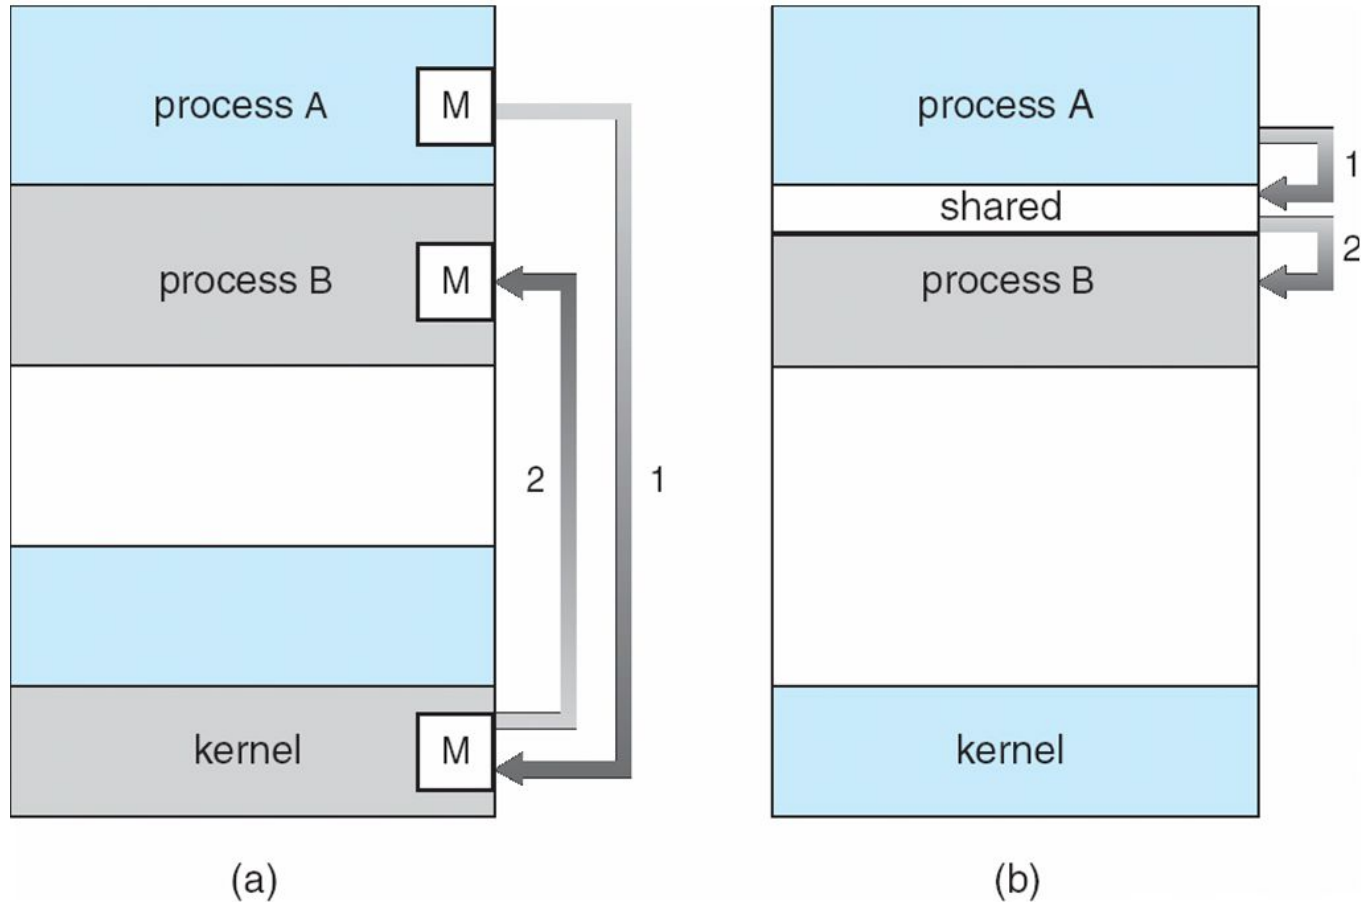 process A
M
process B
M
2
1
kernel
M
(a)
process A
1
shared
2
process B
kernel
(b)